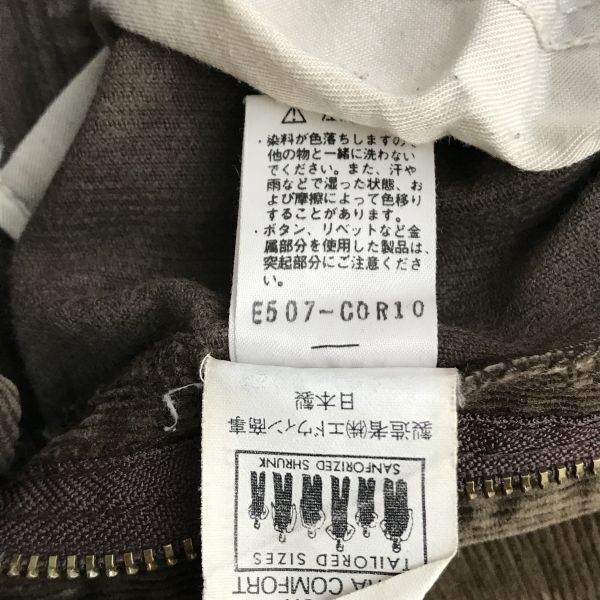 ・染料が色落ちしますので、
他の物と一緒に洗わない
でください。また、汗や
雨などで湿った状態、お
よび摩擦によって色移り
することがあります。
・ボタン、リベットなど金
属部分を使用した製品は、
突起部分にご注意くださ
い。
E507-COR10
COMFORT
TAILORED SIZES
SANFORIZED SHRUNK
製造者㈱エドウィン商事
日本製